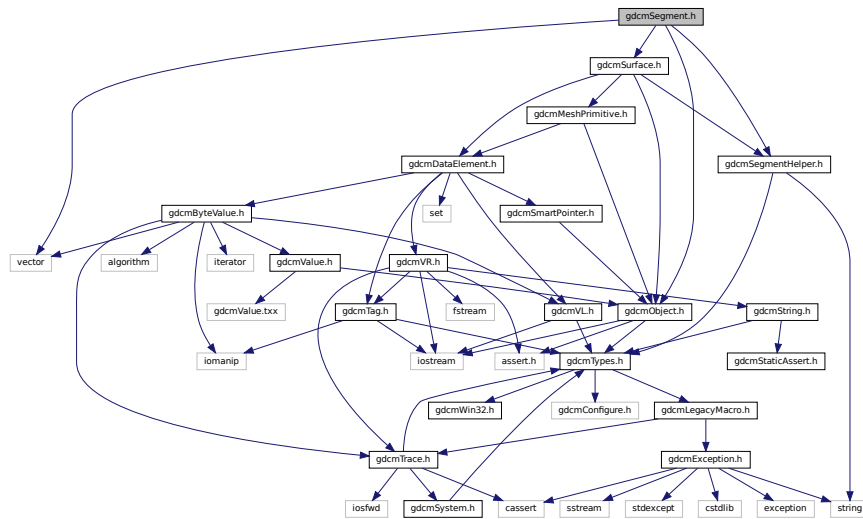 gdcmSegment.h
gdcmSurface.h
gdcmMeshPrimitive.h
gdcmDataElement.h
gdcmSegmentHelper.h
gdcmByteValue.h
set
gdcmSmartPointer.h
vector
algorithm
iterator
gdcmValue.h
gdcmVR.h
gdcmValue.txx
gdcmTag.h
fstream
gdcmVL.h
gdcmObject.h
gdcmString.h
iomanip
iostream
assert.h
gdcmTypes.h
gdcmStaticAssert.h
gdcmWin32.h
gdcmConfigure.h
gdcmLegacyMacro.h
gdcmTrace.h
gdcmException.h
iosfwd
gdcmSystem.h
cassert
sstream
stdexcept
cstdlib
exception
string